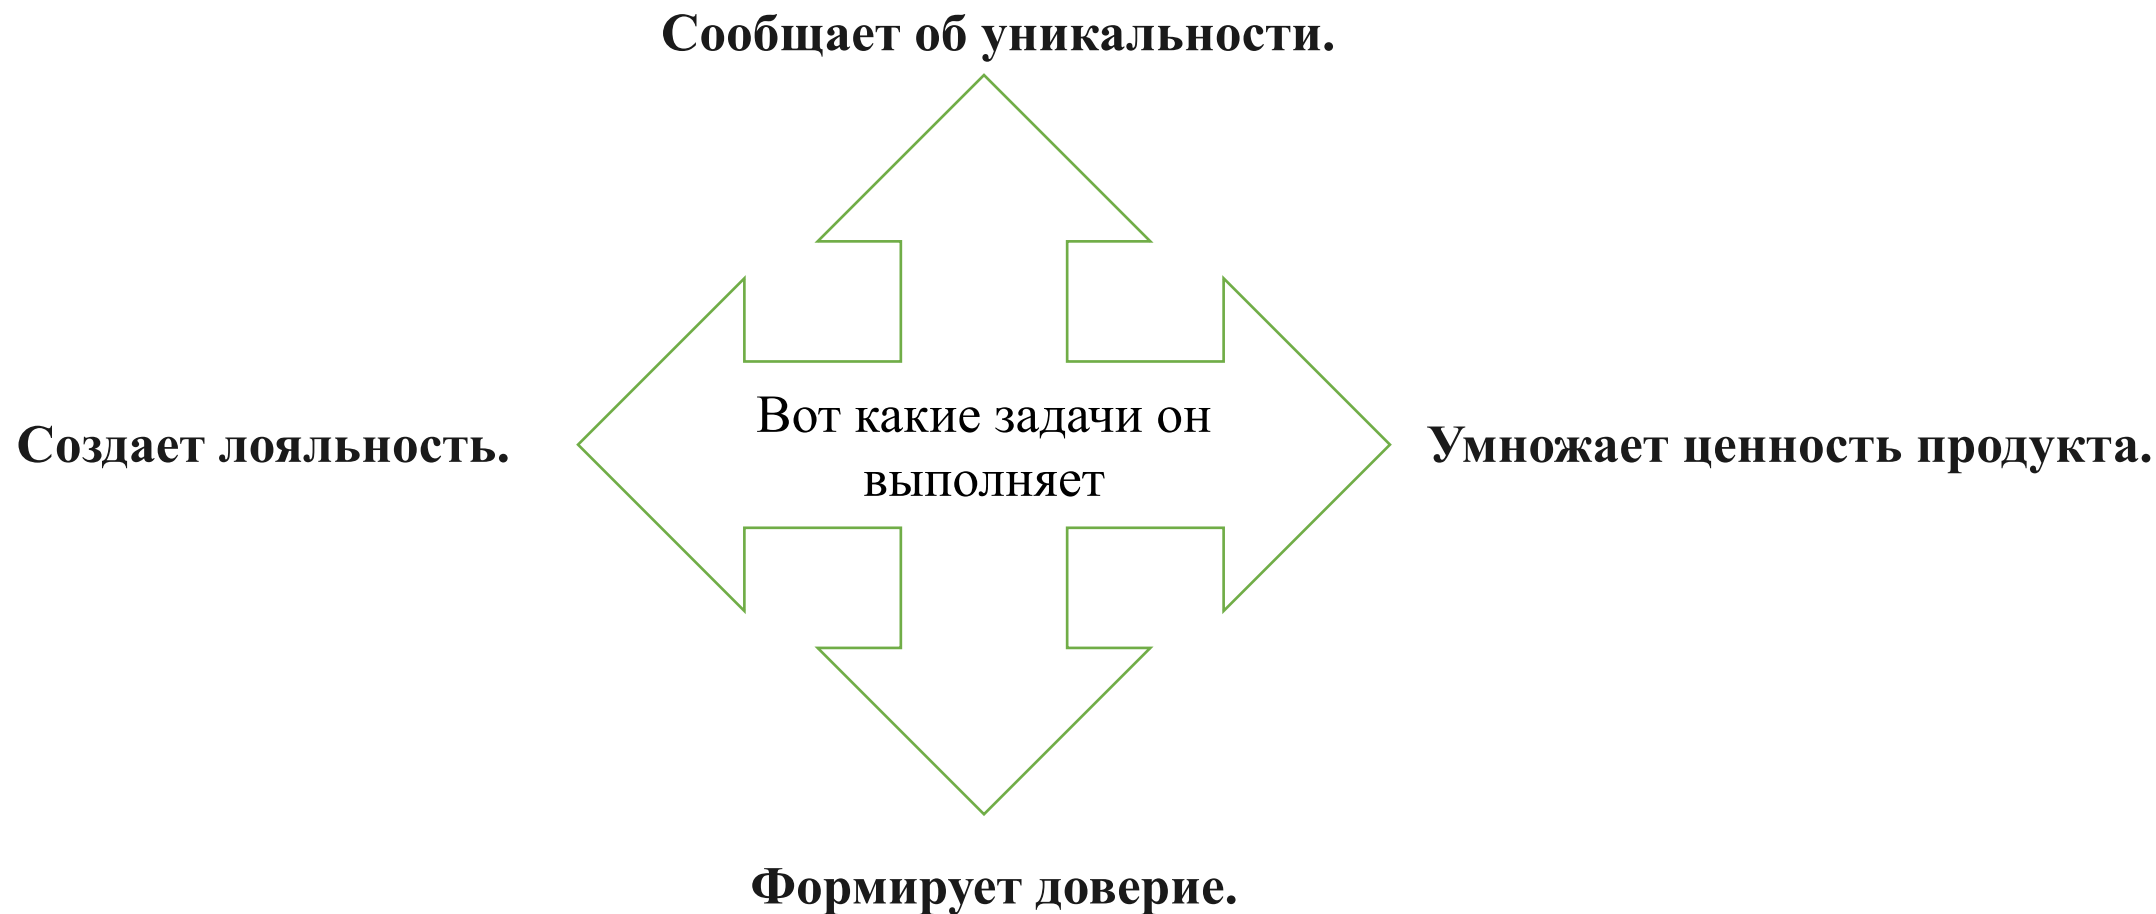 Сообщает об уникальности.
Создает лояльность.
Вот какие задачи он
выполняет
Умножает ценность продукта.
Формирует доверие.